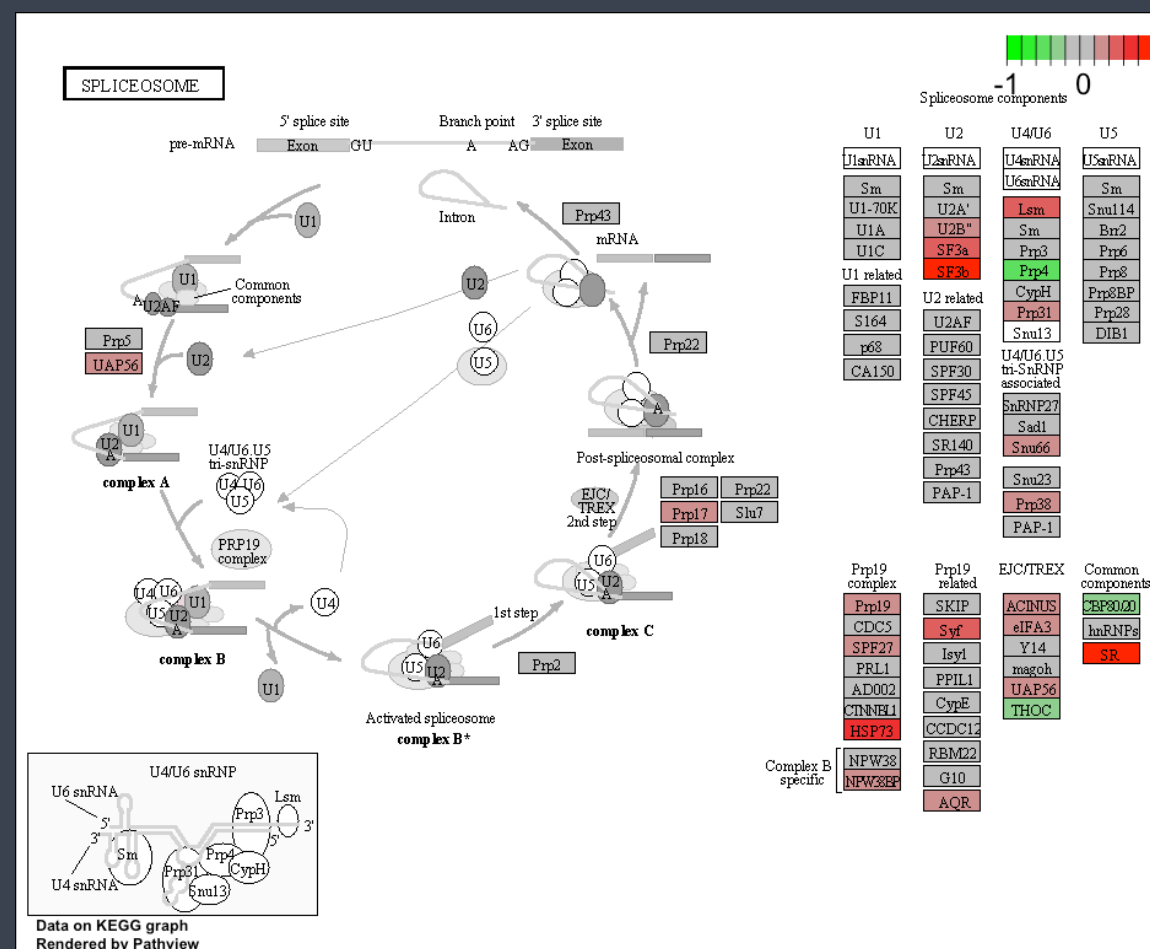 SPLICEOSOME
-1 0
Spliceosome components
5' splice site Branch point 3' splice site
pre-mRNA Exon GU A AG Exon
U1
Intron
Prp43
mRNA
U1
A U2AF
Common
components
Prp5
UAP56
U2
U2
U6
U5
Prp22
U1
U2
A
complex A
U4/U6.U5
tri-snRNP
U4 U6
U5
PRP19
complex
U4 U6
U5 U2 U1
A
complex B
U4
U1
U6
U5 U2
A
1st step
Prp2
Activated spliceosome
complex B*
U6
U5 U2
A
complex C
EJC/
TREX
2nd step
Prp16 Prp22
Prp17 Slu7
Prp18
A
Post-spliceosomal complex
U1
U1snRNA
Sm
U1-70K
U1A
U1C
U1 related
FBP11
S164
p68
CA150
U2
U2snRNA
Sm
U2A'
U2B"
SF3a
SF3b
U2 related
U2AF
PUF60
SPF30
SPF45
CHERP
SR140
Prp43
PAP-1
U4/U6
U4snRNA
U6snRNA
Lsm
Sm
Prp3
Prp4
CypH
Prp31
Snu13
U4/U6.U5
tri-SnRNP
associated
SnRNP27
Sad1
Snu66
Snu23
Prp38
PAP-1
U5
U5snRNA
Sm
Snu114
Brr2
Prp6
Prp8
Prp8BP
Prp28
DIB1
Prp19
complex
Prp19
CDC5
SPF27
PRL1
AD002
CTNNBL1
HSP73
Complex B
specific
NPW38
NPW38BP
Prp19
related
SKIP
Syf
Isy1
PPIL1
CypE
CCDC12
RBM22
G10
AQR
EJC/TREX
ACINUS
eIFA3
Y14
magoh
UAP56
THOC
Common
components
CBP80/20
hnRNPs
SR
U4/U6 snRNP
U6 snRNA
5'
3'
Sm
U4 snRNA
Prp3
Lsm
3'
5'
Prp4
Prp31
CypH
Snu13
Data on KEGG graph
Rendered by Pathview